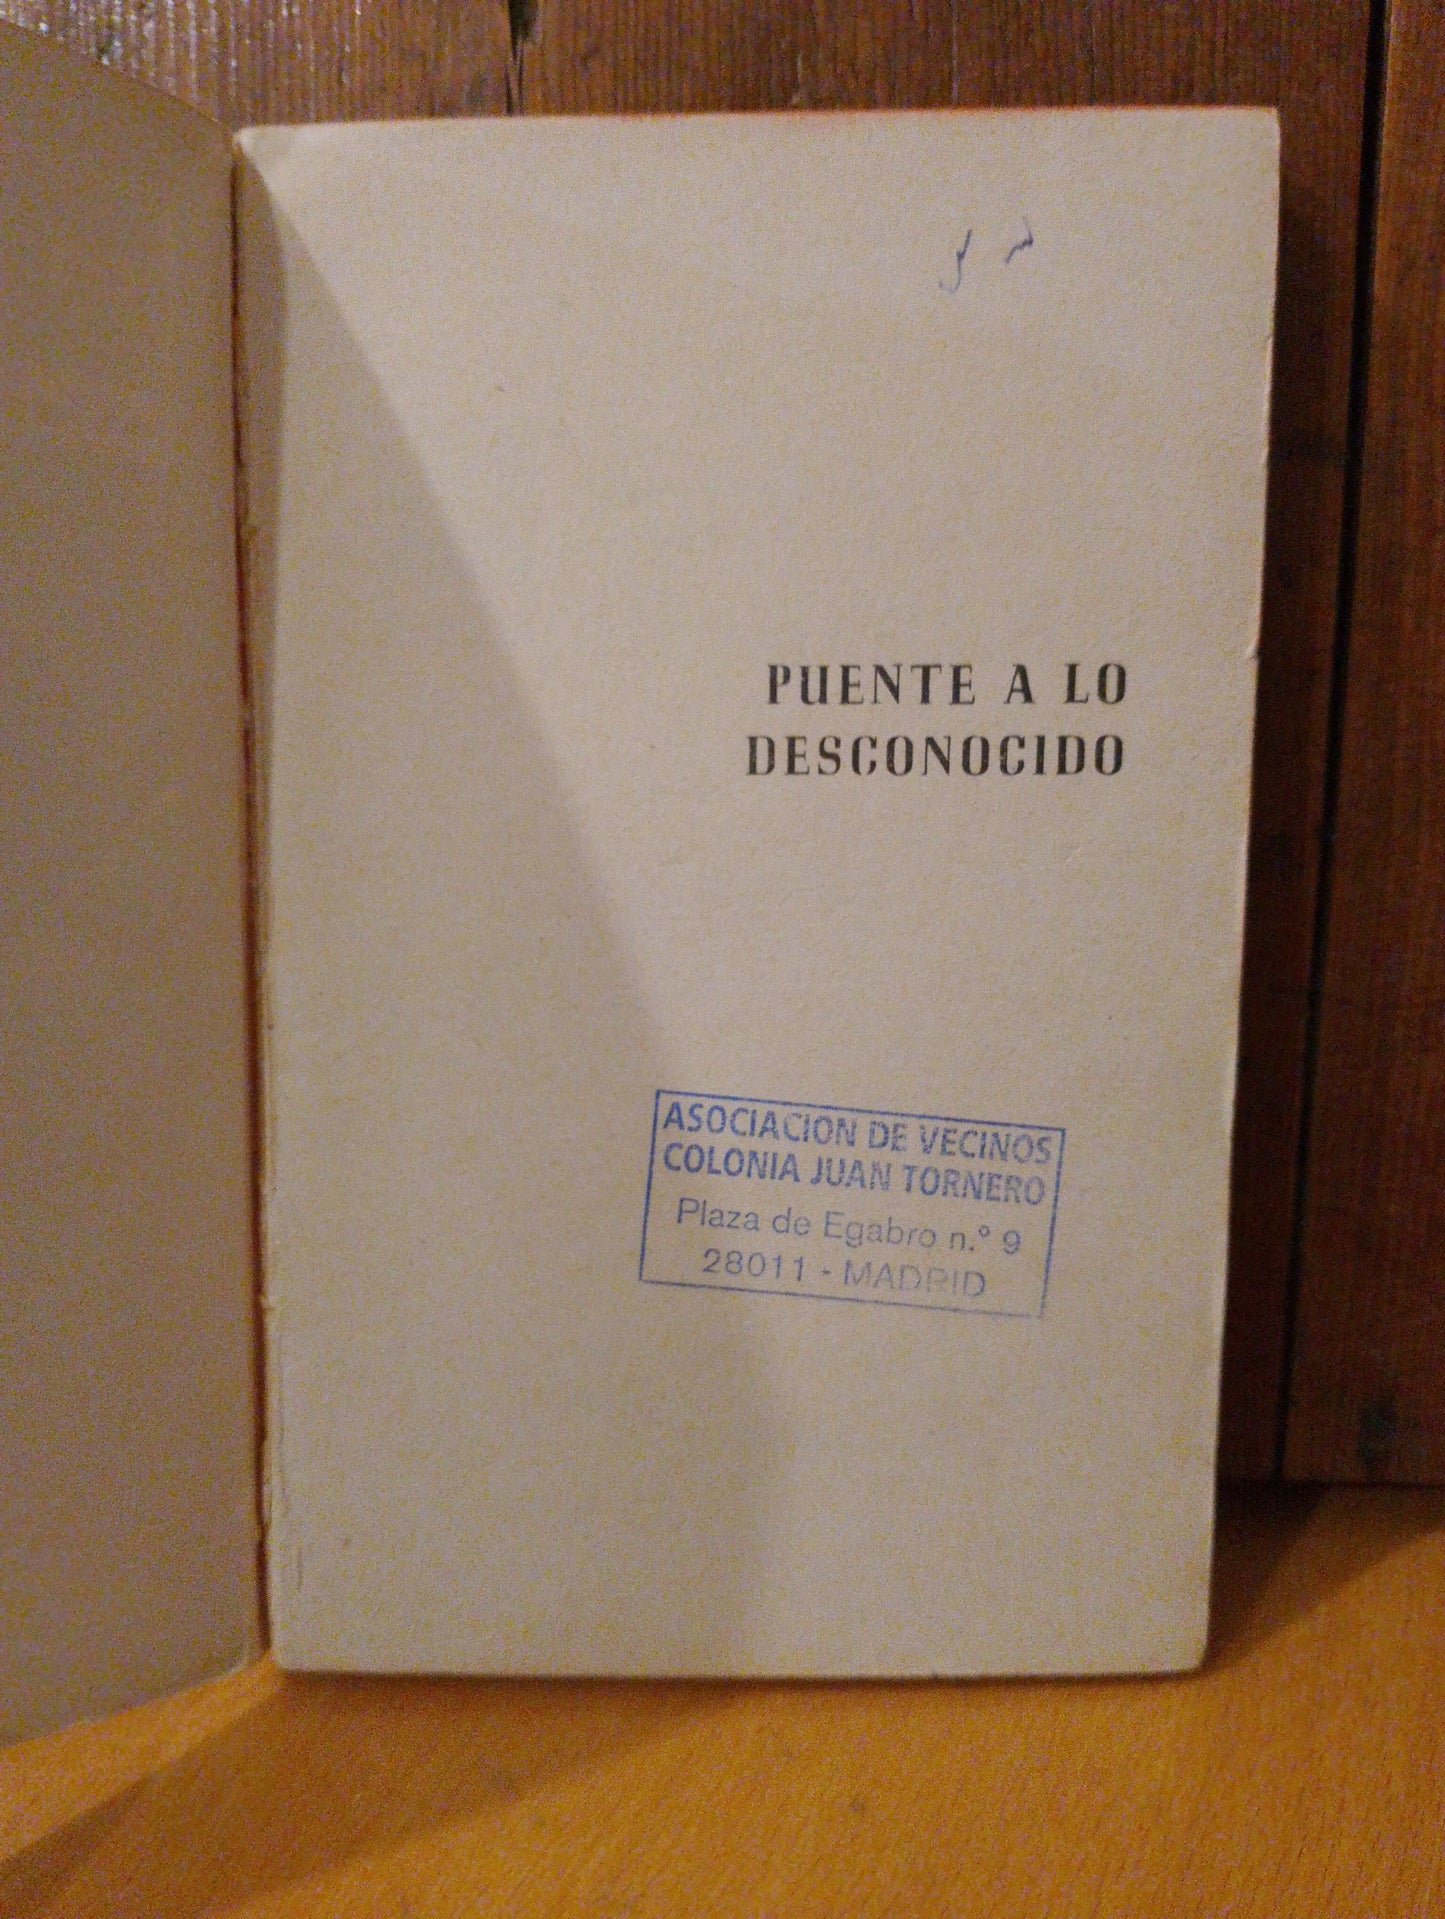 PUENTE A LO
DESCONOCIDO
ASOCIACION DE VECINOS
COLONIA JUAN TORNERO
Plaza de Egabro n.º 9
28011 - MADRID